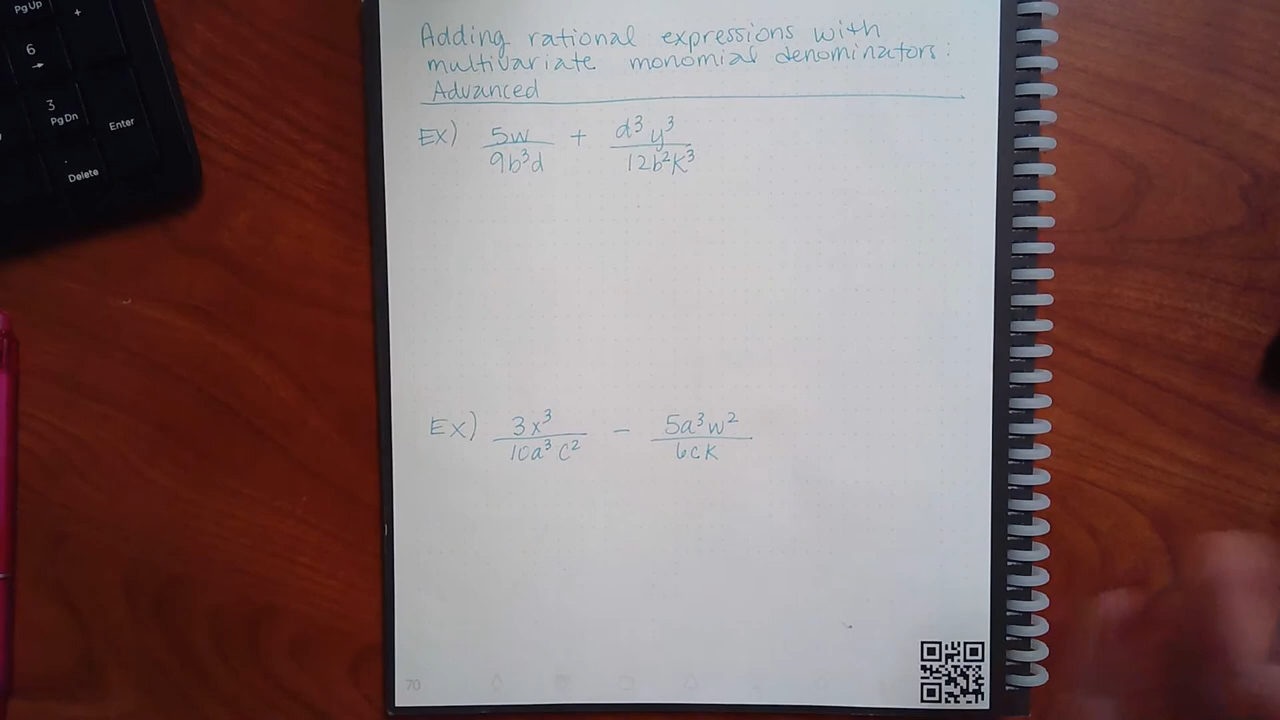 PgUp
+
6
→
3
PgDn
Enter
.
Delete
Adding rational expressions with
multivariate monomial denominators:
Advanced
EX) 5w/9b³d + d³y³/12b²K³
EX) 3x³/10a³c² − 5a³w²/6cK
70